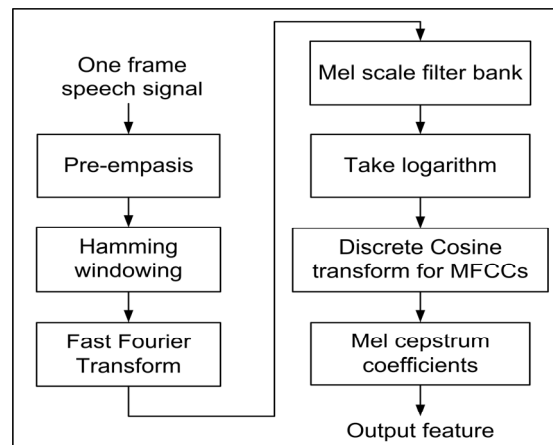 One frame
speech signal
Pre-empasis
Hamming
windowing
Fast Fourier
Transform
Mel scale filter bank
Take logarithm
Discrete Cosine
transform for MFCCs
Mel cepstrum
coefficients
Output feature